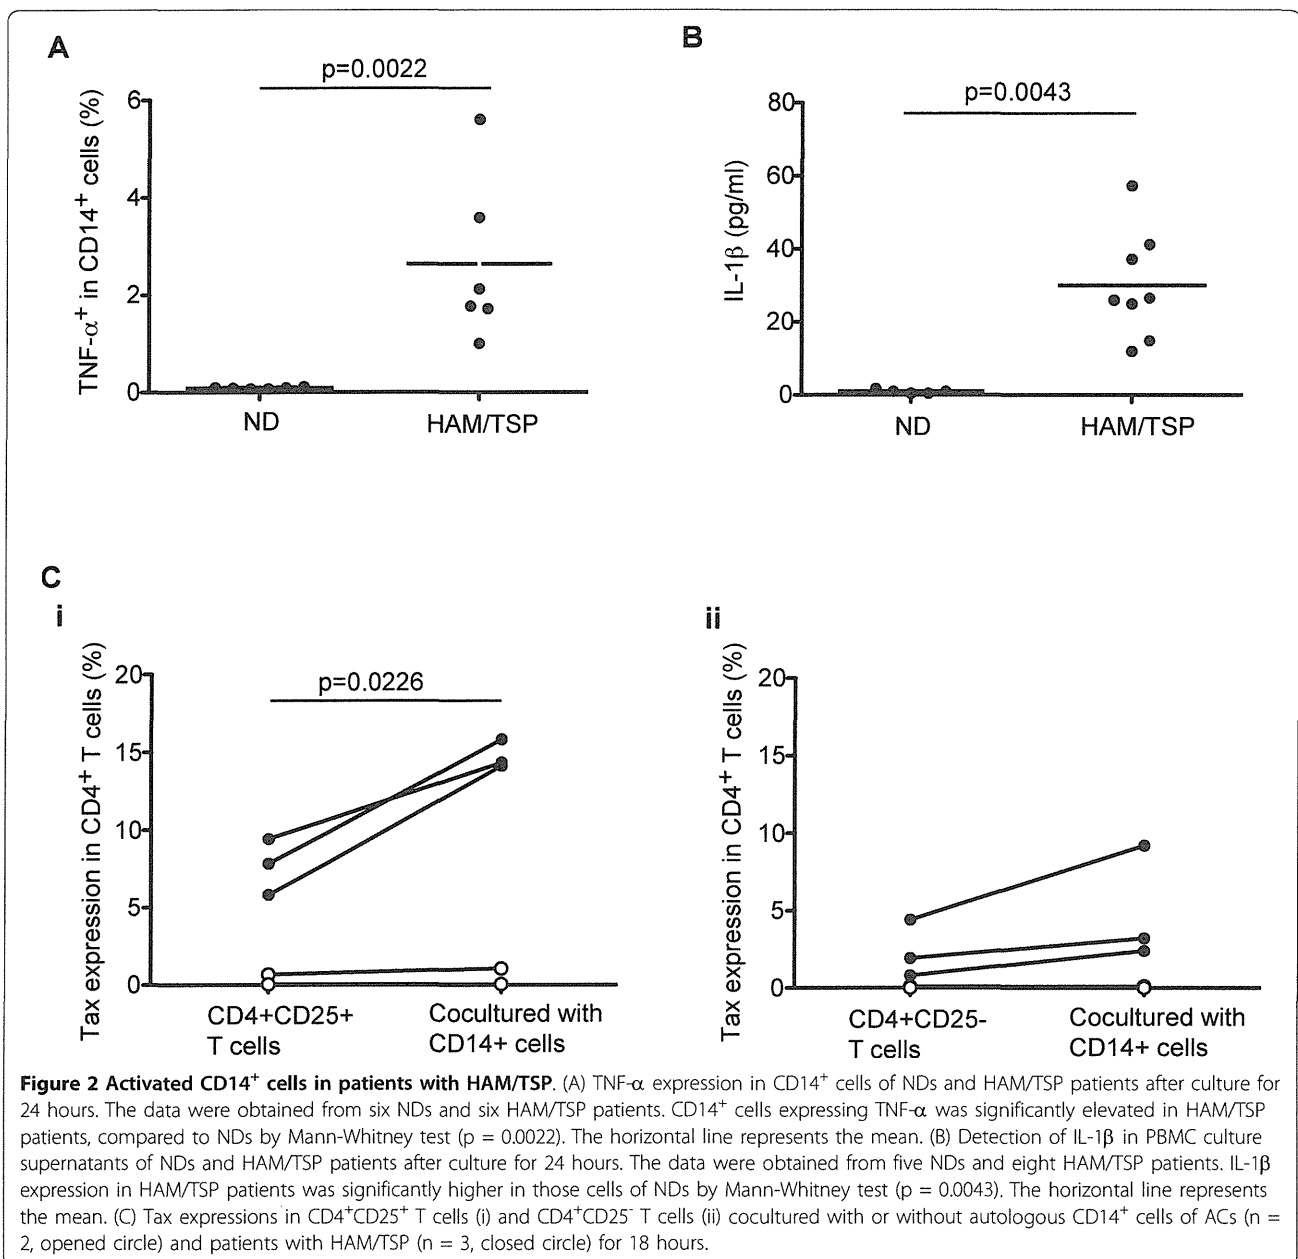 A
p=0.0022
TNF-α⁺ in CD14⁺ cells (%)
6
4
2
0
ND
HAM/TSP
B
p=0.0043
IL-1β (pg/ml)
80
60
40
20
0
ND
HAM/TSP
C
i
p=0.0226
Tax expression in CD4⁺ T cells (%)
20
15
10
5
0
CD4+CD25+
T cells
Cocultured with
CD14+ cells
ii
Tax expression in CD4⁺ T cells (%)
20
15
10
5
0
CD4+CD25-
T cells
Cocultured with
CD14+ cells
Figure 2 Activated CD14⁺ cells in patients with HAM/TSP. (A) TNF-α expression in CD14⁺ cells of NDs and HAM/TSP patients after culture for
24 hours. The data were obtained from six NDs and six HAM/TSP patients. CD14⁺ cells expressing TNF-α was significantly elevated in HAM/TSP
patients, compared to NDs by Mann-Whitney test (p = 0.0022). The horizontal line represents the mean. (B) Detection of IL-1β in PBMC culture
supernatants of NDs and HAM/TSP patients after culture for 24 hours. The data were obtained from five NDs and eight HAM/TSP patients. IL-1β
expression in HAM/TSP patients was significantly higher in those cells of NDs by Mann-Whitney test (p = 0.0043). The horizontal line represents
the mean. (C) Tax expressions in CD4⁺CD25⁺ T cells (i) and CD4⁺CD25⁻ T cells (ii) cocultured with or without autologous CD14⁺ cells of ACs (n =
2, opened circle) and patients with HAM/TSP (n = 3, closed circle) for 18 hours.